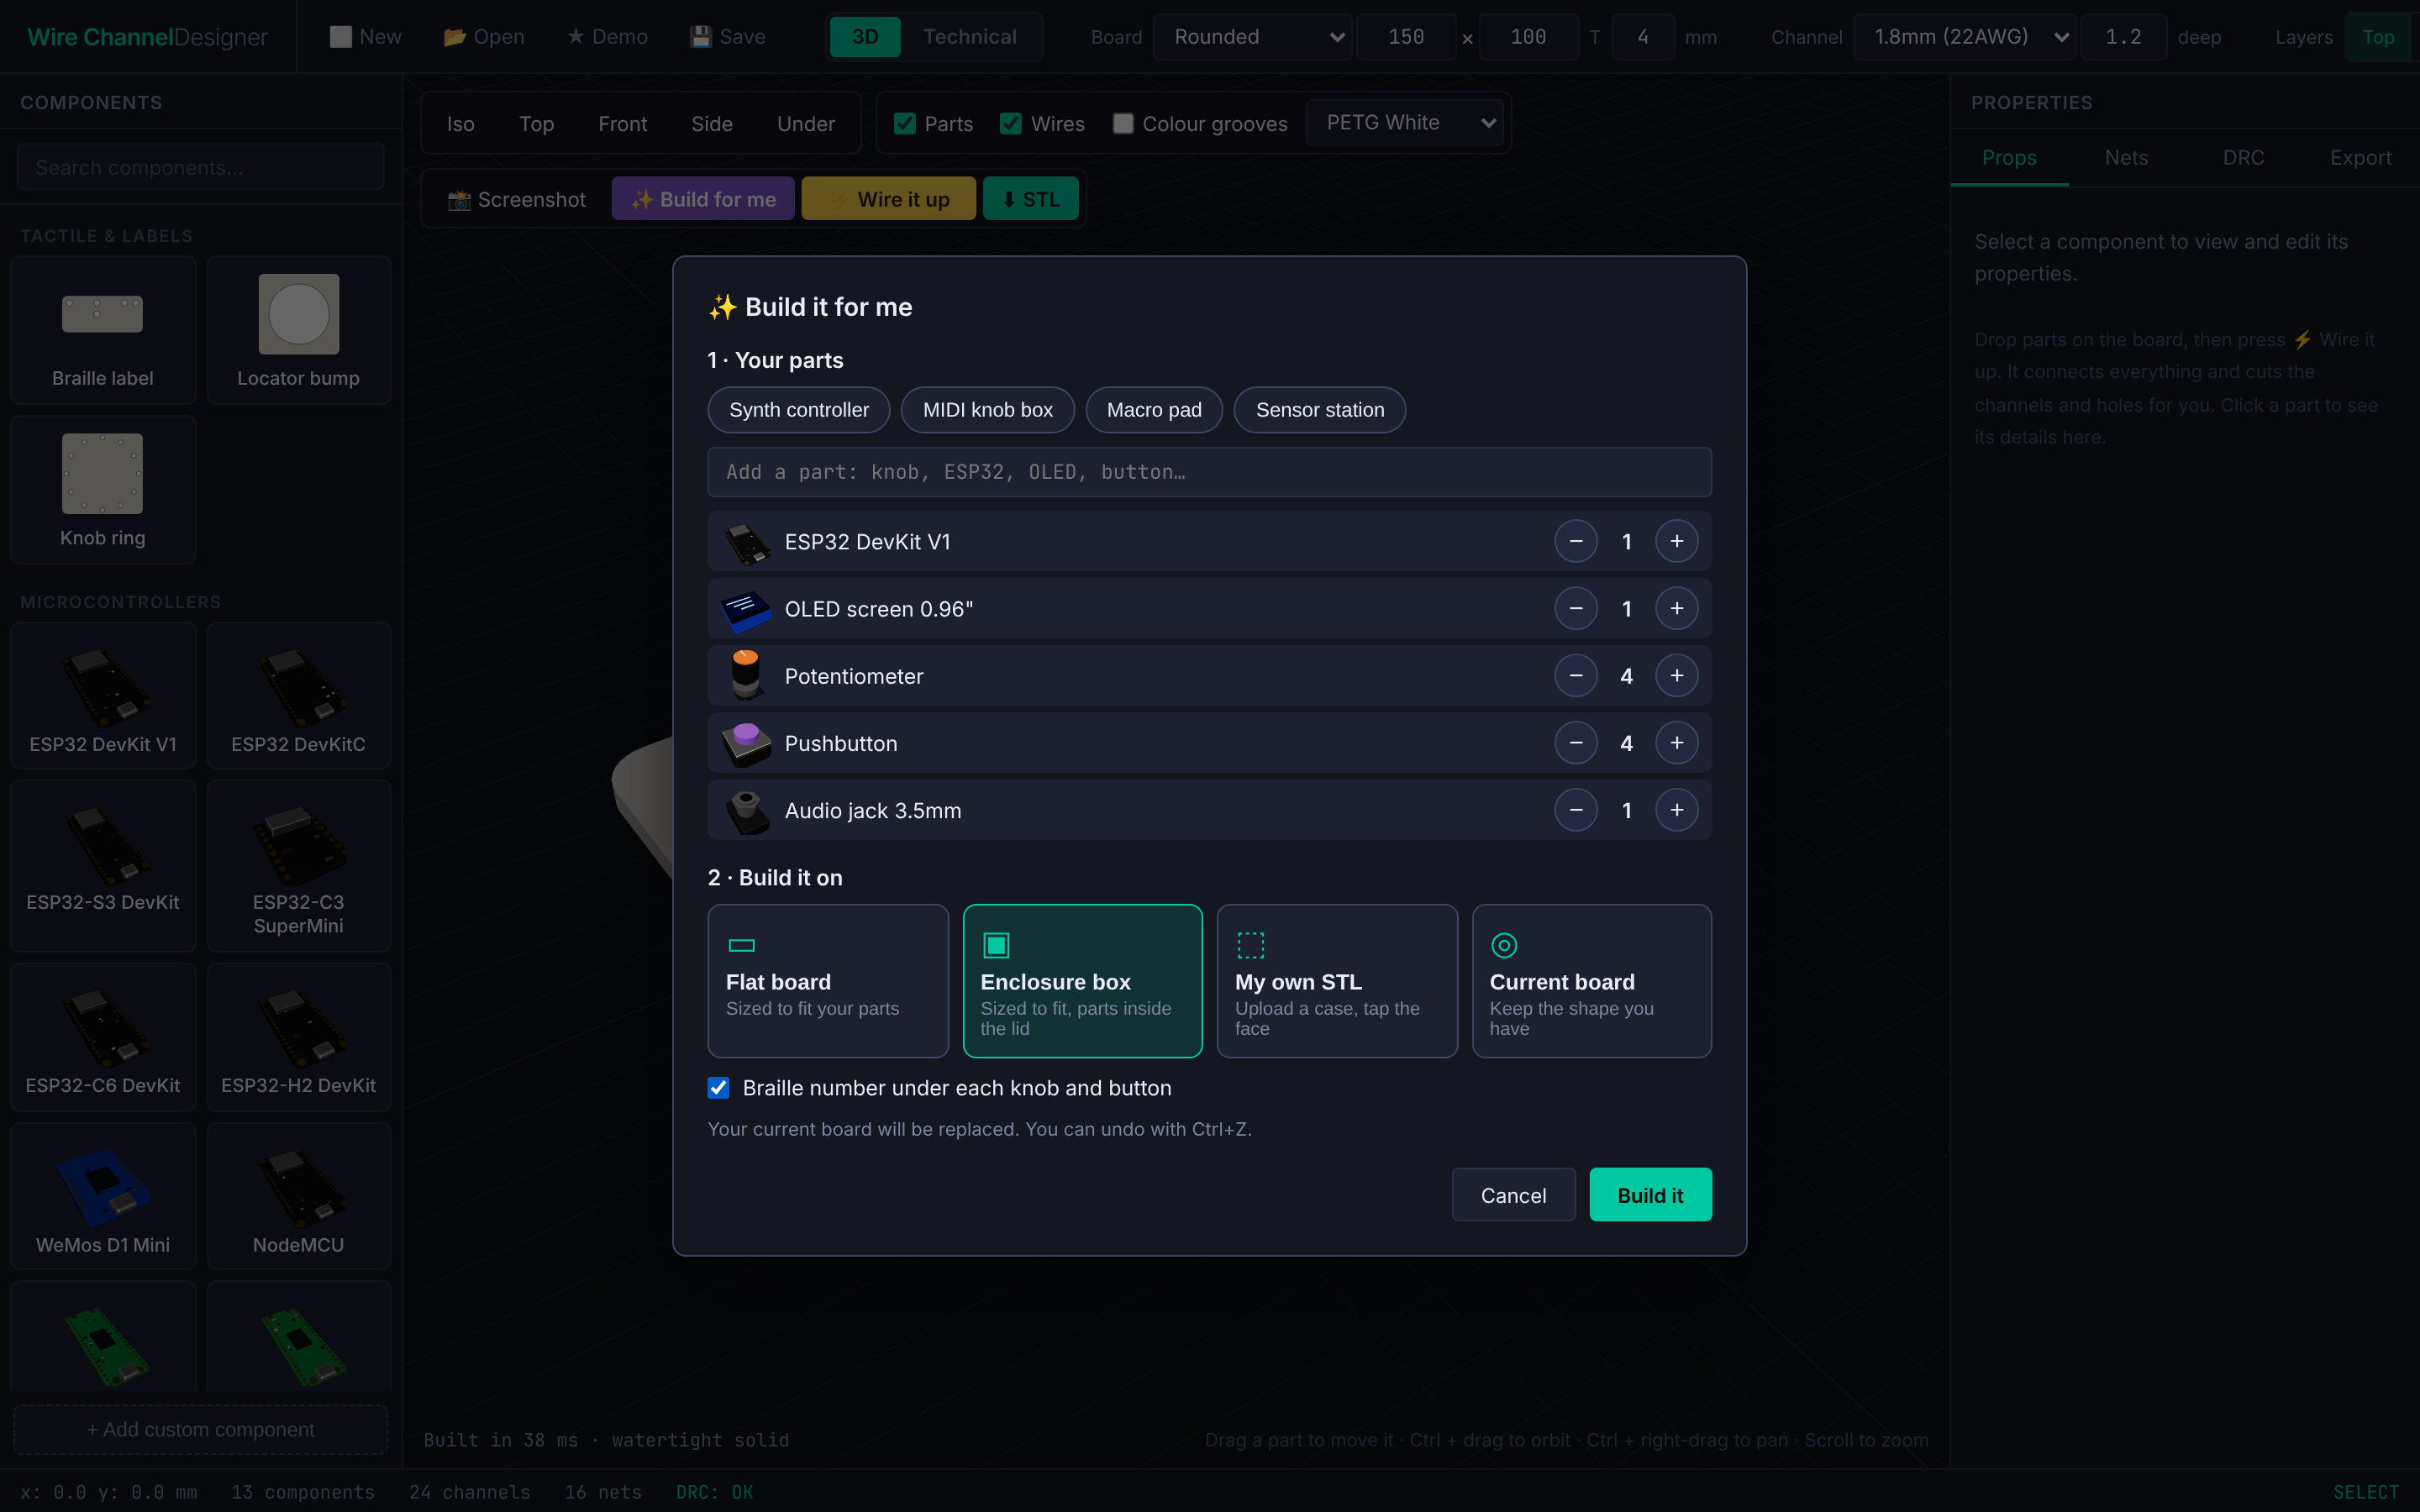 Wire ChannelDesigner
New
Open
★ Demo
Save
3D
Technical
Board
Rounded
150
×
100
T
4
mm
Channel
1.8mm (22AWG)
1.2
deep
Layers
Top
COMPONENTS
Search components...
TACTILE & LABELS
Braille label
Locator bump
Knob ring
MICROCONTROLLERS
ESP32 DevKit V1
ESP32 DevKitC
ESP32-S3 DevKit
ESP32-C3
SuperMini
ESP32-C6 DevKit
ESP32-H2 DevKit
WeMos D1 Mini
NodeMCU
+ Add custom component
Iso
Top
Front
Side
Under
Parts
Wires
Colour grooves
PETG White
Screenshot
✨ Build for me
⚡ Wire it up
⬇ STL
✨ Build it for me
1 · Your parts
Synth controller
MIDI knob box
Macro pad
Sensor station
Add a part: knob, ESP32, OLED, button…
ESP32 DevKit V1
− 1 +
OLED screen 0.96"
− 1 +
Potentiometer
− 4 +
Pushbutton
− 4 +
Audio jack 3.5mm
− 1 +
2 · Build it on
Flat board
Sized to fit your parts
Enclosure box
Sized to fit, parts inside
the lid
My own STL
Upload a case, tap the
face
Current board
Keep the shape you
have
Braille number under each knob and button
Your current board will be replaced. You can undo with Ctrl+Z.
Cancel
Build it
Built in 38 ms · watertight solid
Drag a part to move it · Ctrl + drag to orbit · Ctrl + right-drag to pan · Scroll to zoom
PROPERTIES
Props
Nets
DRC
Export
Select a component to view and edit its
properties.
Drop parts on the board, then press ⚡ Wire it
up. It connects everything and cuts the
channels and holes for you. Click a part to see
its details here.
x: 0.0 y: 0.0 mm
13 components
24 channels
16 nets
DRC: OK
SELECT